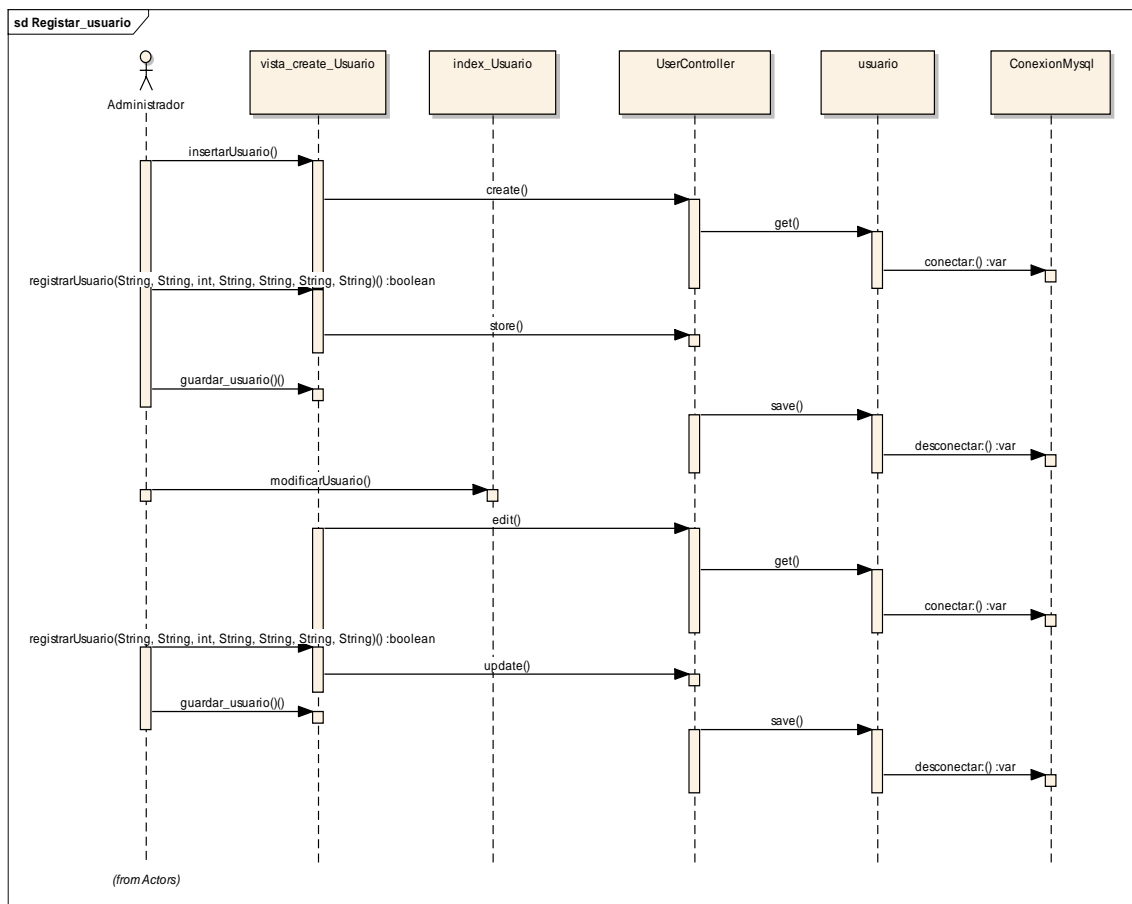 sd Registar_usuario
Administrador
vista_create_Usuario
index_Usuario
UserController
usuario
ConexionMysql
insertarUsuario()
create()
get()
conectar:() :var
registrarUsuario(String, String, int, String, String, String, String)() :boolean
store()
guardar_usuario()()
save()
desconectar:() :var
modificarUsuario()
edit()
get()
conectar:() :var
registrarUsuario(String, String, int, String, String, String, String)() :boolean
update()
guardar_usuario()()
save()
desconectar:() :var
(from Actors)